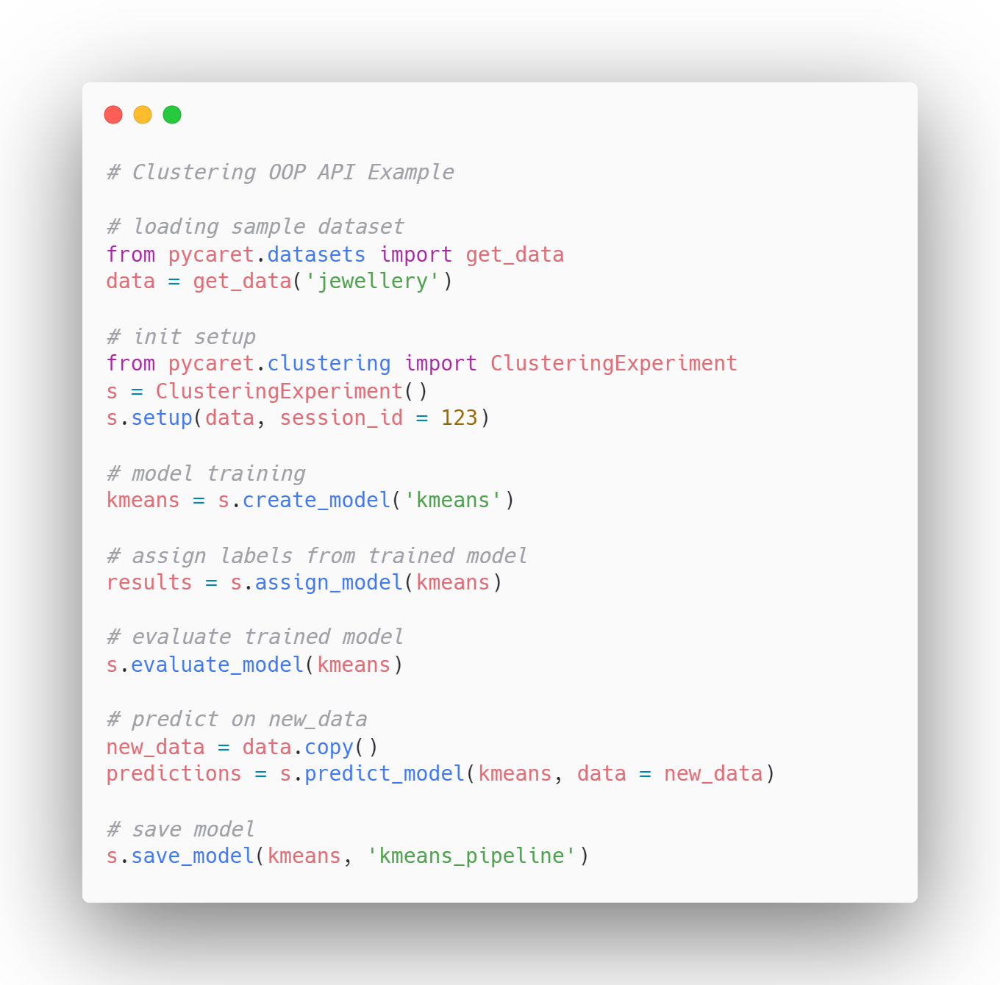 # Clustering OOP API Example
# loading sample dataset
from pycaret.datasets import get_data
data = get_data('jewellery')
# init setup
from pycaret.clustering import ClusteringExperiment
s = ClusteringExperiment()
s.setup(data, session_id = 123)
# model training
kmeans = s.create_model('kmeans')
# assign labels from trained model
results = s.assign_model(kmeans)
# evaluate trained model
s.evaluate_model(kmeans)
# predict on new_data
new_data = data.copy()
predictions = s.predict_model(kmeans, data = new_data)
# save model
s.save_model(kmeans, 'kmeans_pipeline')